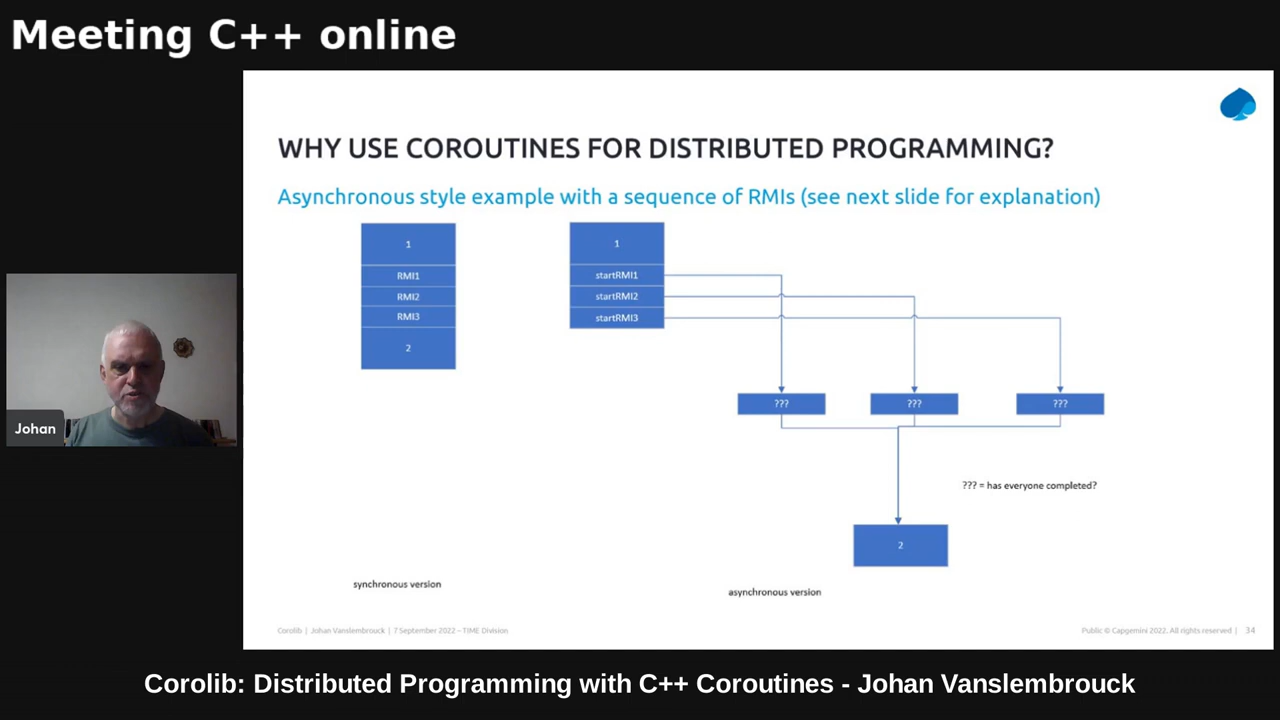 Meeting C++ online
WHY USE COROUTINES FOR DISTRIBUTED PROGRAMMING?
Asynchronous style example with a sequence of RMIs (see next slide for explanation)
1
RMI1
RMI2
RMI3
2
1
startRMI1
startRMI2
startRMI3
???
???
???
??? = has everyone completed?
2
synchronous version
asynchronous version
Corolib | Johan Vanslembrouck | 7 September 2022 – TIME Division
Public © Capgemini 2022. All rights reserved | 34
Johan
Corolib: Distributed Programming with C++ Coroutines - Johan Vanslembrouck